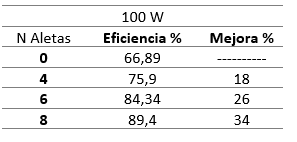 100 W
N Aletas Eficiencia % Mejora %
0 66,89 ----------
4 75,9 18
6 84,34 26
8 89,4 34